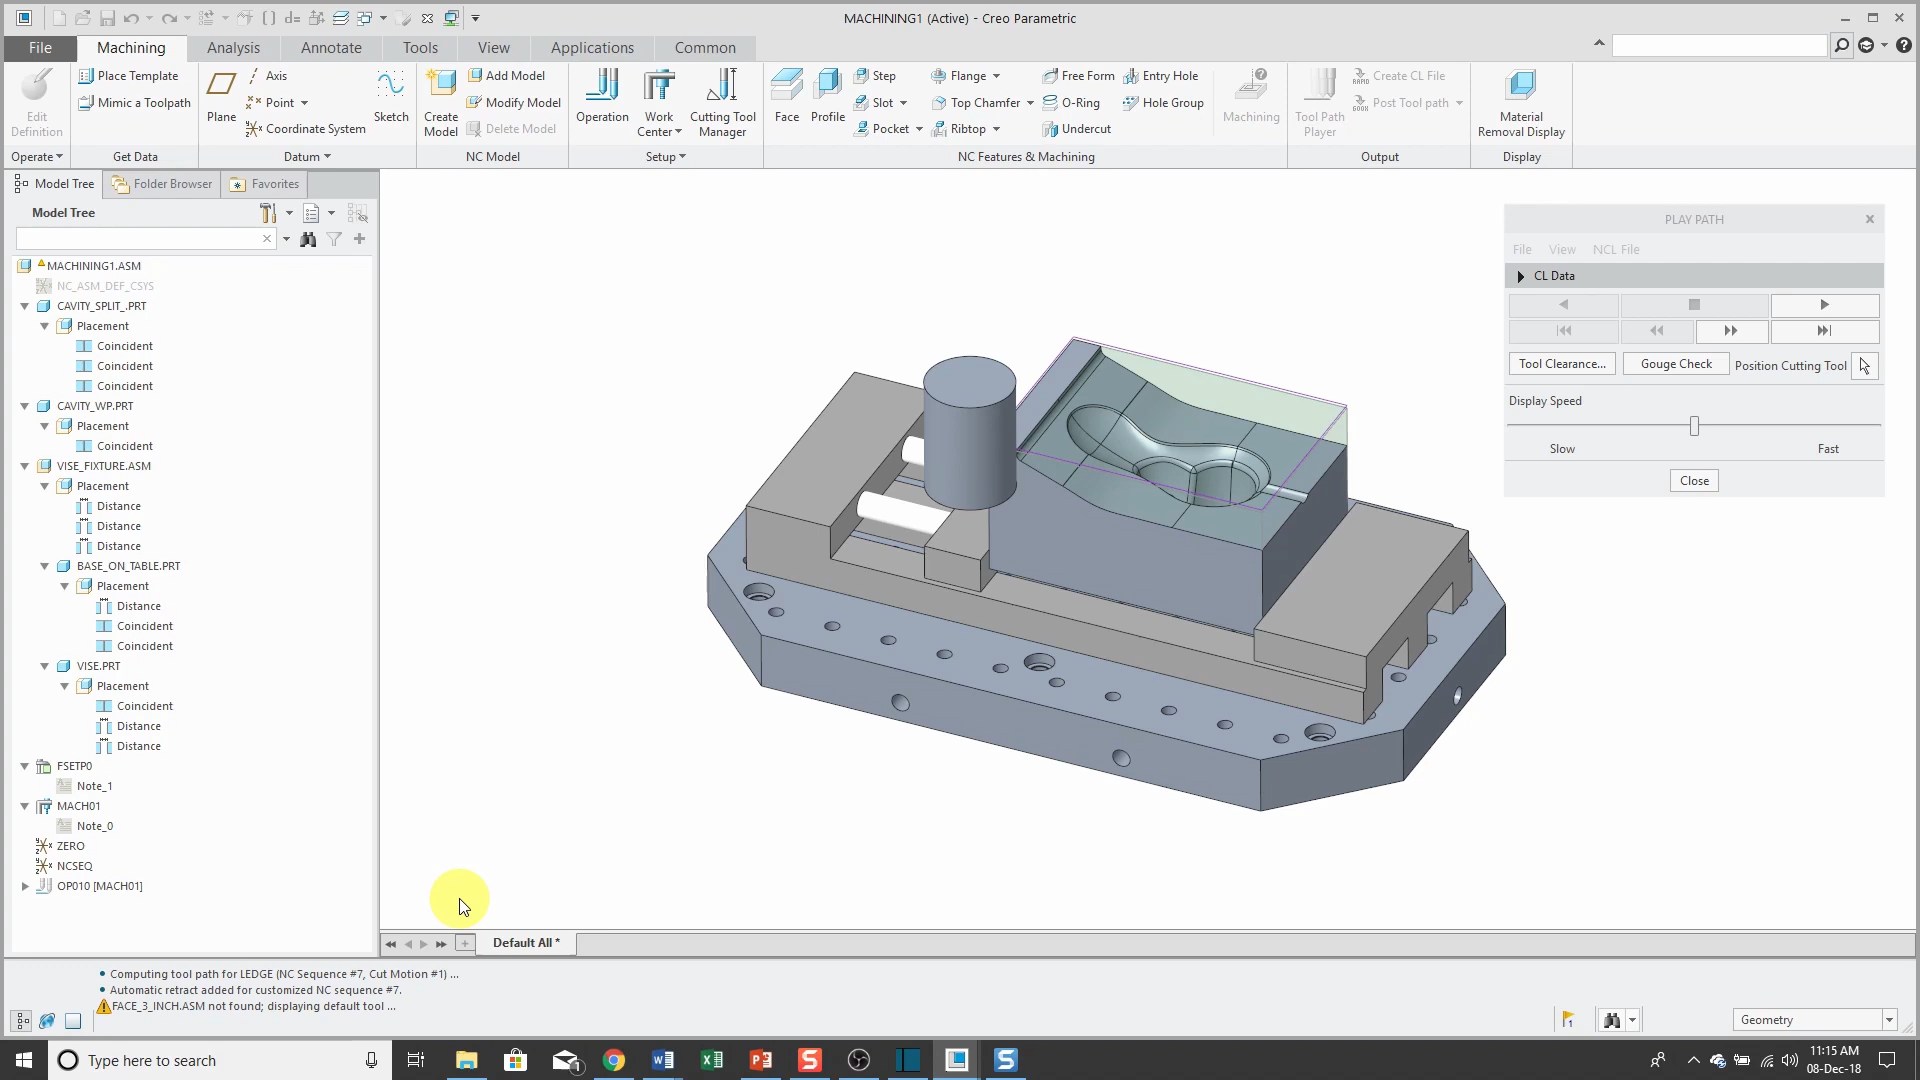 MACHINING1 (Active) - Creo Parametric
File Machining Analysis Annotate Tools View Applications Common
Edit Definition
Operate
Place Template
Mimic a Toolpath
Get Data
Plane
Axis
Point
Coordinate System
Sketch
Datum
Create Model
Add Model
Modify Model
Delete Model
NC Model
Operation
Work Center
Cutting Tool Manager
Setup
Face
Profile
Step
Slot
Pocket
Flange
Top Chamfer
Ribtop
Free Form
O-Ring
Undercut
Entry Hole
Hole Group
Machining
NC Features & Machining
Tool Path Player
Create CL File
Post Tool path
Output
Material Removal Display
Display
Model Tree Folder Browser Favorites
Model Tree
MACHINING1.ASM
NC_ASM_DEF_CSYS
CAVITY_SPLIT_.PRT
Placement
Coincident
Coincident
Coincident
CAVITY_WP.PRT
Placement
Coincident
VISE_FIXTURE.ASM
Placement
Distance
Distance
Distance
BASE_ON_TABLE.PRT
Placement
Distance
Coincident
Coincident
VISE.PRT
Placement
Coincident
Distance
Distance
FSETP0
Note_1
MACH01
Note_0
ZERO
NCSEQ
OP010 [MACH01]
PLAY PATH
File View NCL File
CL Data
Tool Clearance... Gouge Check Position Cutting Tool
Display Speed
Slow Fast
Close
Default All *
Computing tool path for LEDGE (NC Sequence #7, Cut Motion #1) ...
Automatic retract added for customized NC sequence #7.
FACE_3_INCH.ASM not found; displaying default tool ...
1
Geometry
Type here to search
11:15 AM
08-Dec-18